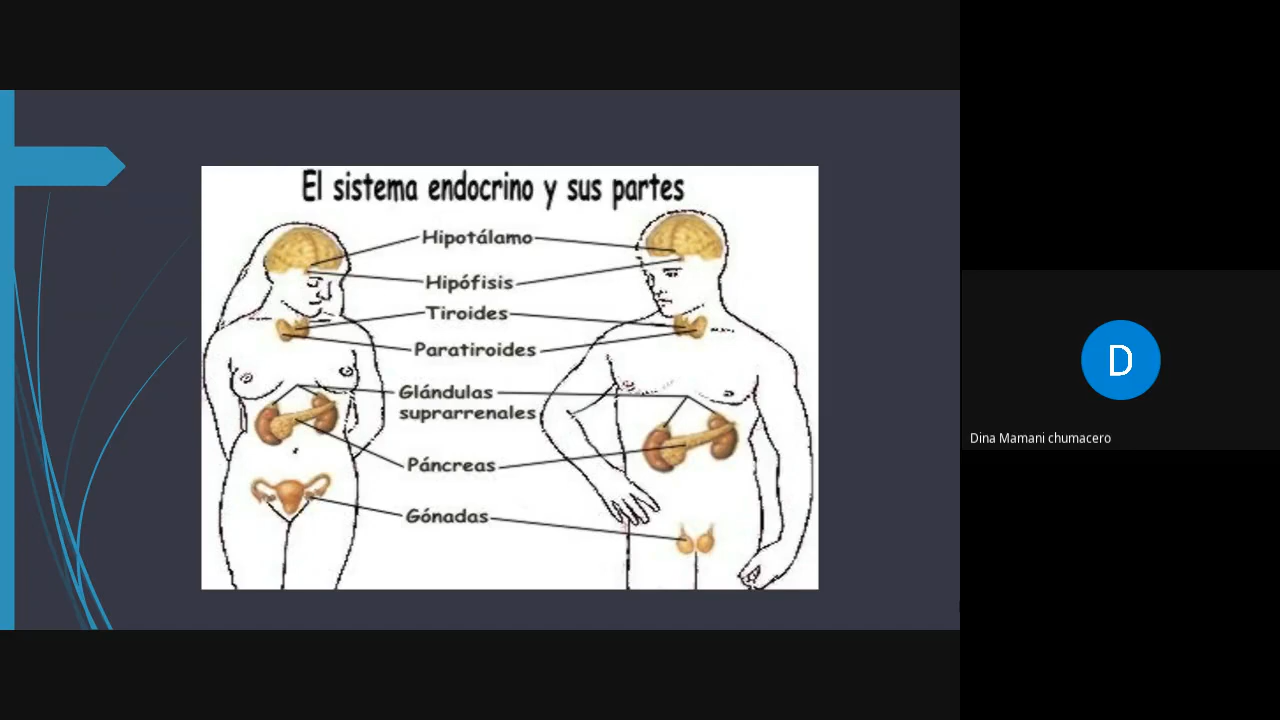 El sistema endocrino y sus partes
Hipotálamo
Hipófisis
Tiroides
Paratiroides
Glándulas
suprarrenales
Páncreas
Gónadas
D
Dina Mamani chumacero